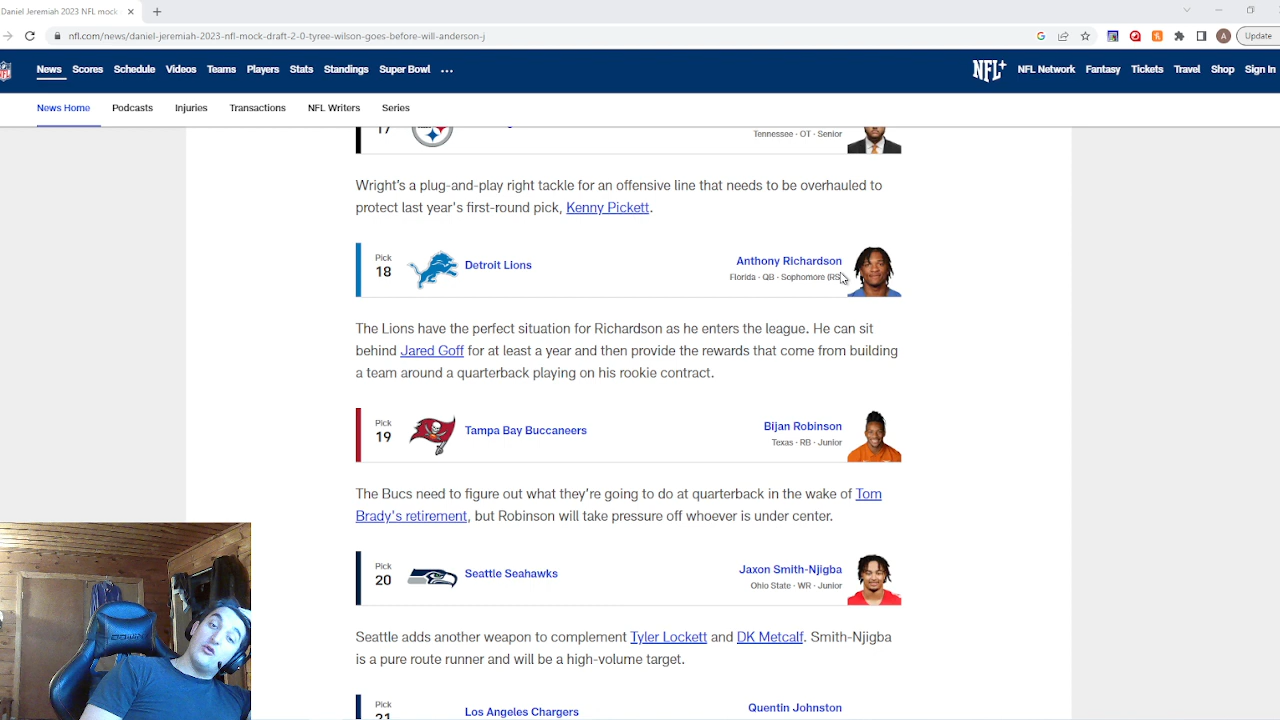 Daniel Jeremiah 2023 NFL mock
nfl.com/news/daniel-jeremiah-2023-nfl-mock-draft-2-0-tyree-wilson-goes-before-will-anderson-j
Update
News Scores Schedule Videos Teams Players Stats Standings Super Bowl
NFL+ NFL Network Fantasy Tickets Travel Shop Sign In
News Home Podcasts Injuries Transactions NFL Writers Series
17
Tennessee · OT · Senior
Wright's a plug-and-play right tackle for an offensive line that needs to be overhauled to
protect last year's first-round pick, Kenny Pickett.
Pick
18
Detroit Lions
Anthony Richardson
Florida · QB · Sophomore (RS
The Lions have the perfect situation for Richardson as he enters the league. He can sit
behind Jared Goff for at least a year and then provide the rewards that come from building
a team around a quarterback playing on his rookie contract.
Pick
19
Tampa Bay Buccaneers
Bijan Robinson
Texas · RB · Junior
The Bucs need to figure out what they're going to do at quarterback in the wake of Tom
Brady's retirement, but Robinson will take pressure off whoever is under center.
Pick
20
Seattle Seahawks
Jaxon Smith-Njigba
Ohio State · WR · Junior
Seattle adds another weapon to complement Tyler Lockett and DK Metcalf. Smith-Njigba
is a pure route runner and will be a high-volume target.
Pick
21
Los Angeles Chargers
Quentin Johnston